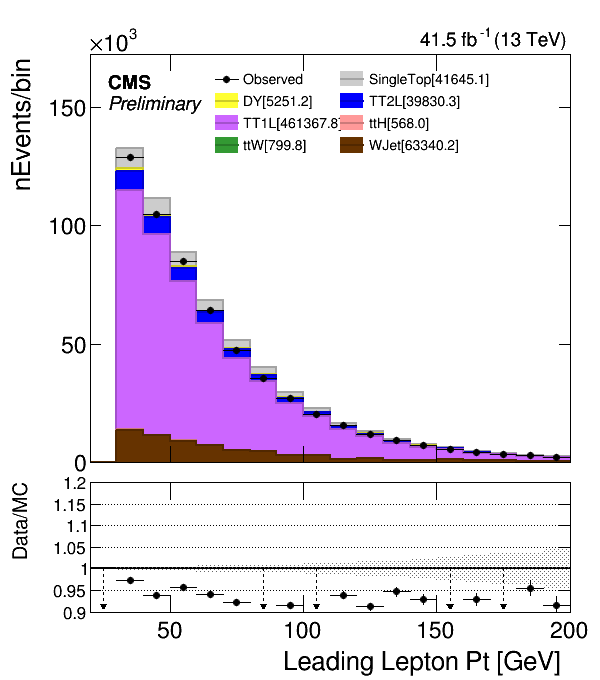 ×10³ 41.5 fb⁻¹ (13 TeV)
CMS
Preliminary
Observed SingleTop[41645.1]
DY[5251.2] TT2L[39830.3]
TT1L[461367.8] ttH[568.0]
ttW[799.8] WJet[63340.2]
nEvents/bin
150
100
50
0
Data/MC
1.2
1.15
1.1
1.05
1
0.95
0.9
50 100 150 200
Leading Lepton Pt [GeV]